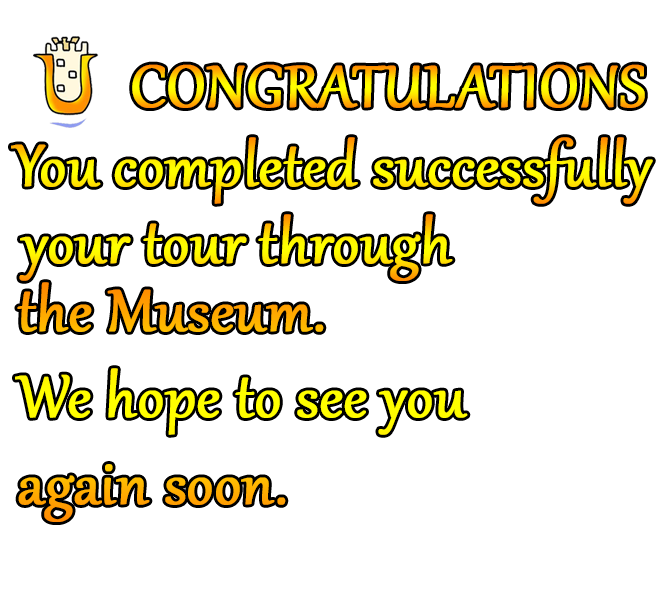 CONGRATULATIONS
You completed successfully
your tour through
the Museum.
We hope to see you
again soon.